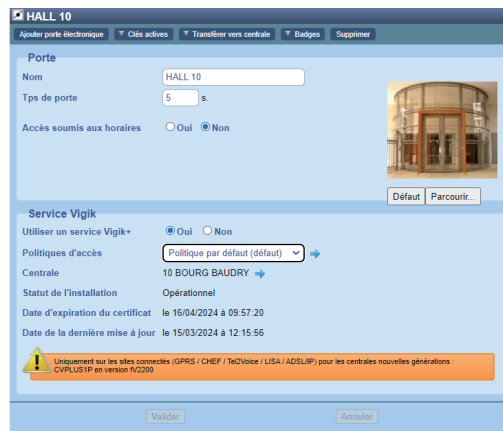 HALL 10
Ajouter porte électronique
Clés actives
Transférer vers centrale
Badges
Supprimer
Porte
Nom HALL 10
Tps de porte 5 s.
Accès soumis aux horaires Oui Non
Défaut Parcourir...
Service Vigik
Utiliser un service Vigik+ Oui Non
Politiques d'accès Politique par défaut (défaut)
Centrale 10 BOURG BAUDRY
Statut de l'installation Opérationnel
Date d'expiration du certificat le 16/04/2024 à 09:57:20
Date de la dernière mise à jour le 15/03/2024 à 12:15:56
Uniquement sur les sites connectés (GPRS / CHEF / Tel2Voice / LISA / ADSL/IP) pour les centrales nouvelles générations :
CVPLUS1P en version fV2200
Valider Annuler